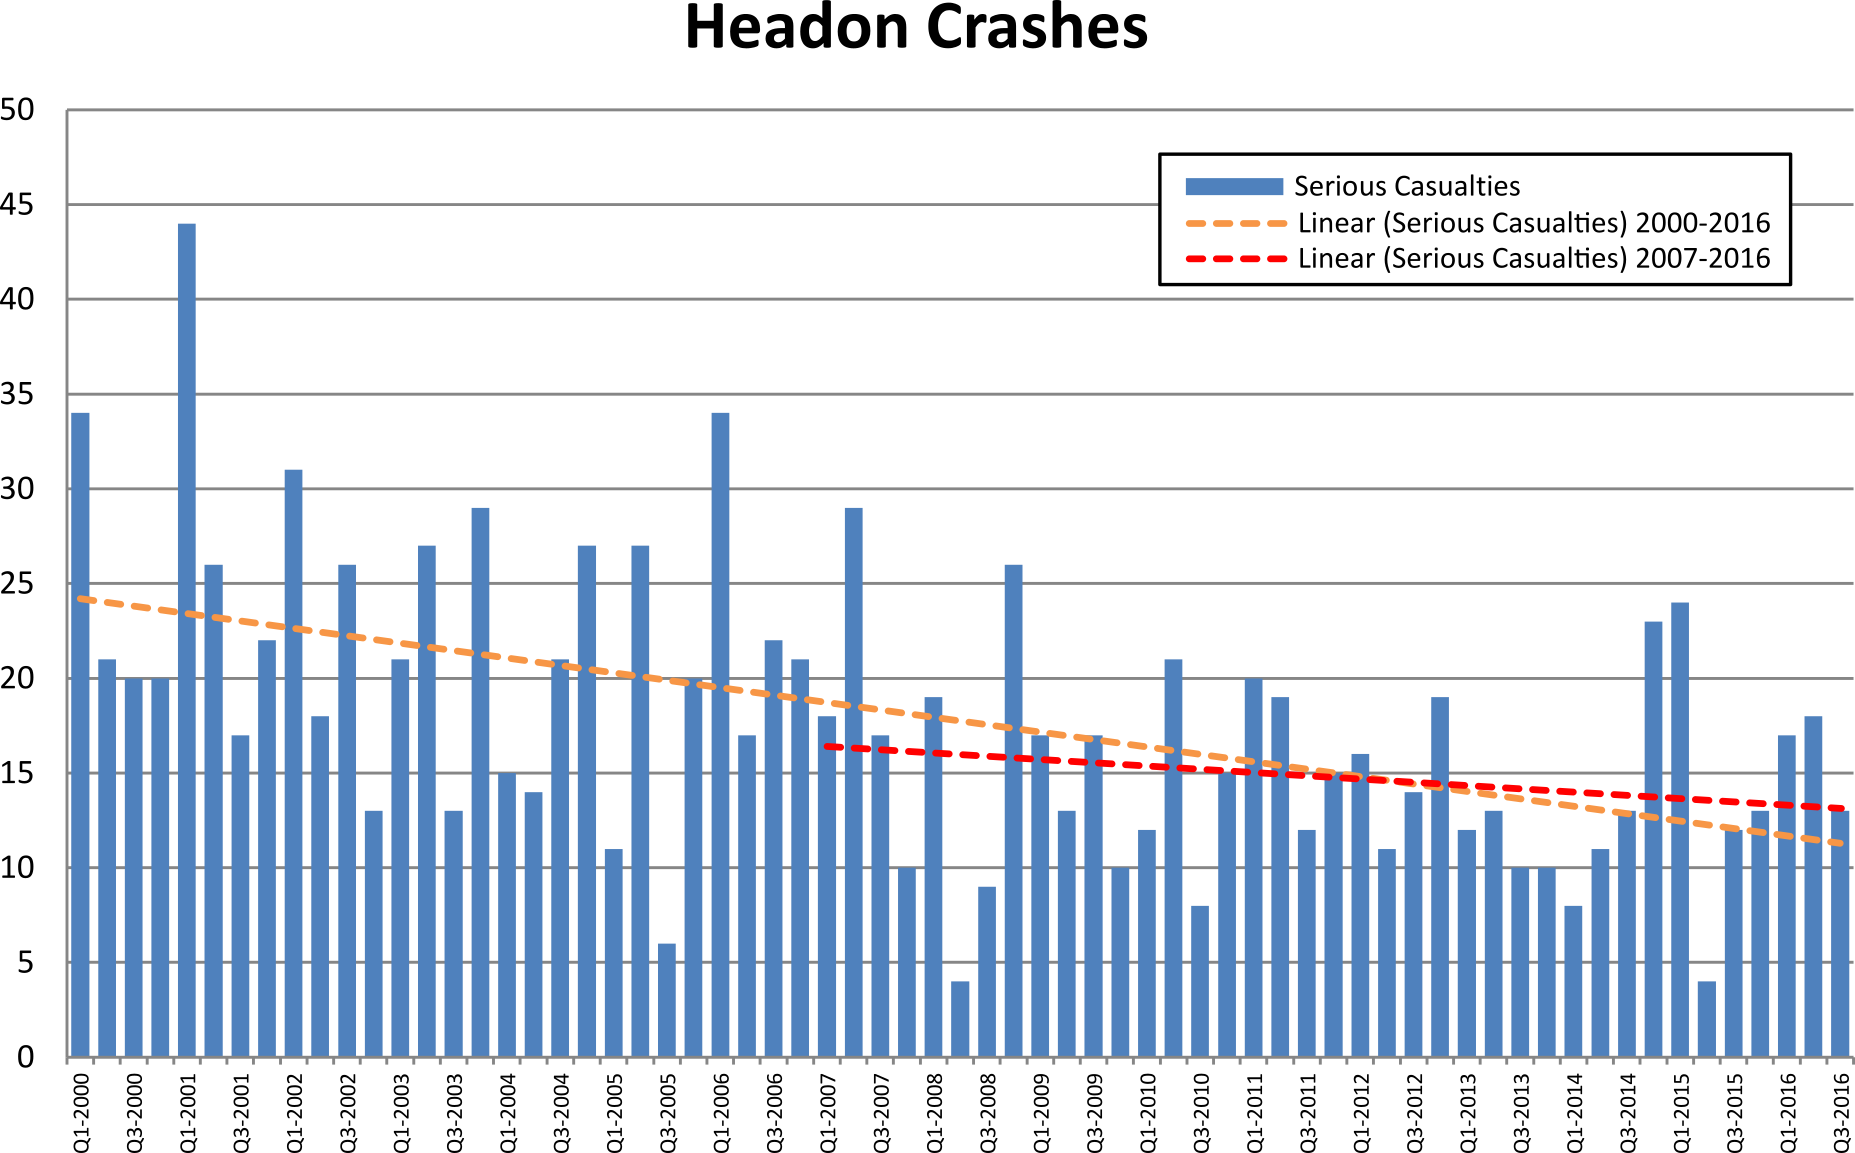 Headon Crashes
50
45
40
35
30
25
20
15
10
5
0
Serious Casualties
Linear (Serious Casualties) 2000-2016
Linear (Serious Casualties) 2007-2016
Q1-2000
Q3-2000
Q1-2001
Q3-2001
Q1-2002
Q3-2002
Q1-2003
Q3-2003
Q1-2004
Q3-2004
Q1-2005
Q3-2005
Q1-2006
Q3-2006
Q1-2007
Q3-2007
Q1-2008
Q3-2008
Q1-2009
Q3-2009
Q1-2010
Q3-2010
Q1-2011
Q3-2011
Q1-2012
Q3-2012
Q1-2013
Q3-2013
Q1-2014
Q3-2014
Q1-2015
Q3-2015
Q1-2016
Q3-2016